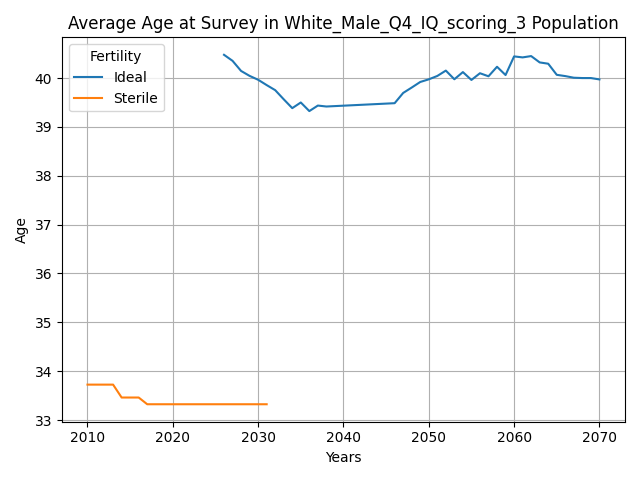 Average Age at Survey in White_Male_Q4_IQ_scoring_3 Population
Fertility
Ideal
Sterile
40
39
38
37
36
35
34
33
Age
2010 2020 2030 2040 2050 2060 2070
Years